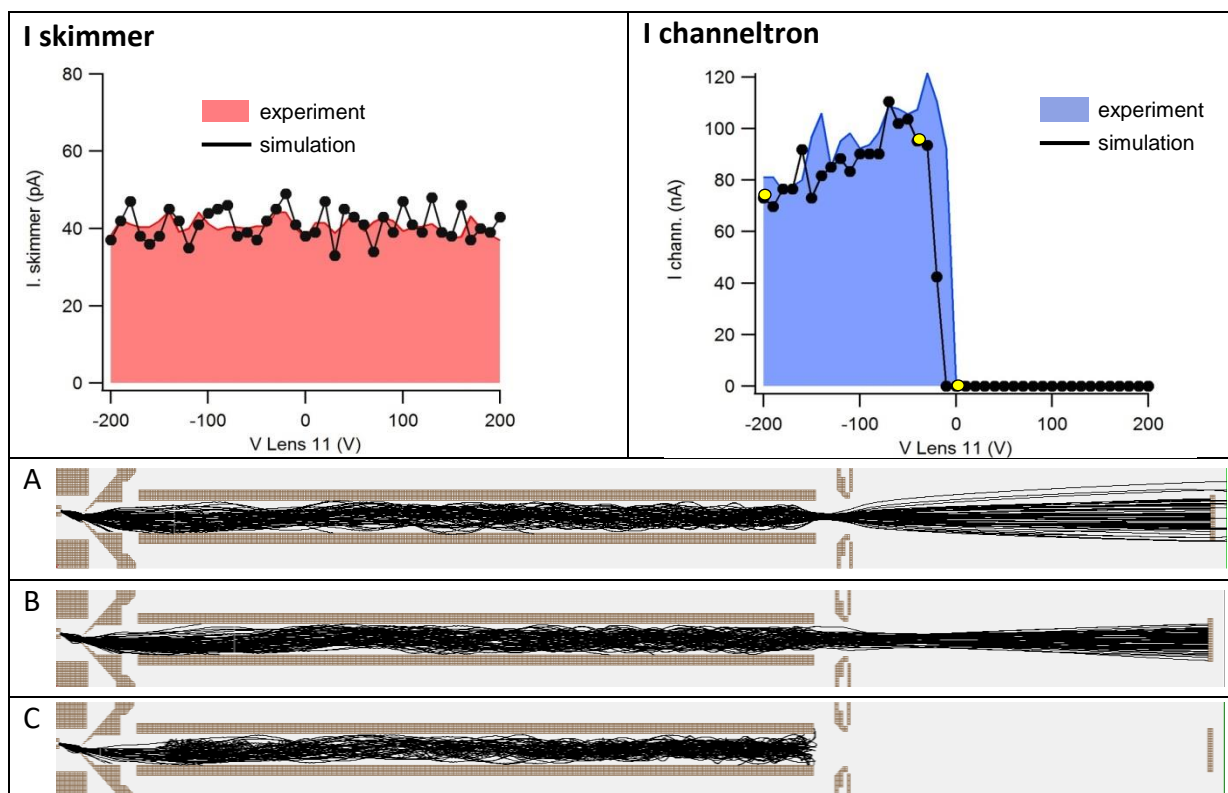 I skimmer
80
60
40
20
0
I. skimmer (pA)
experiment
simulation
-200
-100
0
100
200
V Lens 11 (V)
I channeltron
120
100
80
60
40
20
0
I chann. (nA)
experiment
simulation
-200
-100
0
100
200
V Lens 11 (V)
A
B
C